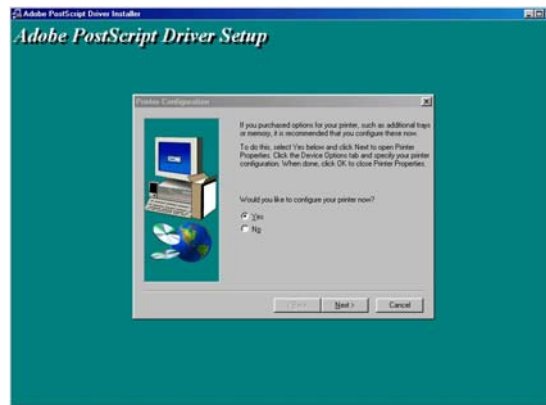 Adobe PostScript Driver Installer
Adobe PostScript Driver Setup
Printer Configuration
If you purchased options for your printer, such as additional trays
or memory, it is recommended that you configure these now.
To do this, select Yes below and click Next to open Printer
Properties. Click the Device Options tab and specify your printer
configuration. When done, click OK to close Printer Properties.
Would you like to configure your printer now?
Yes
No
< Back
Next >
Cancel